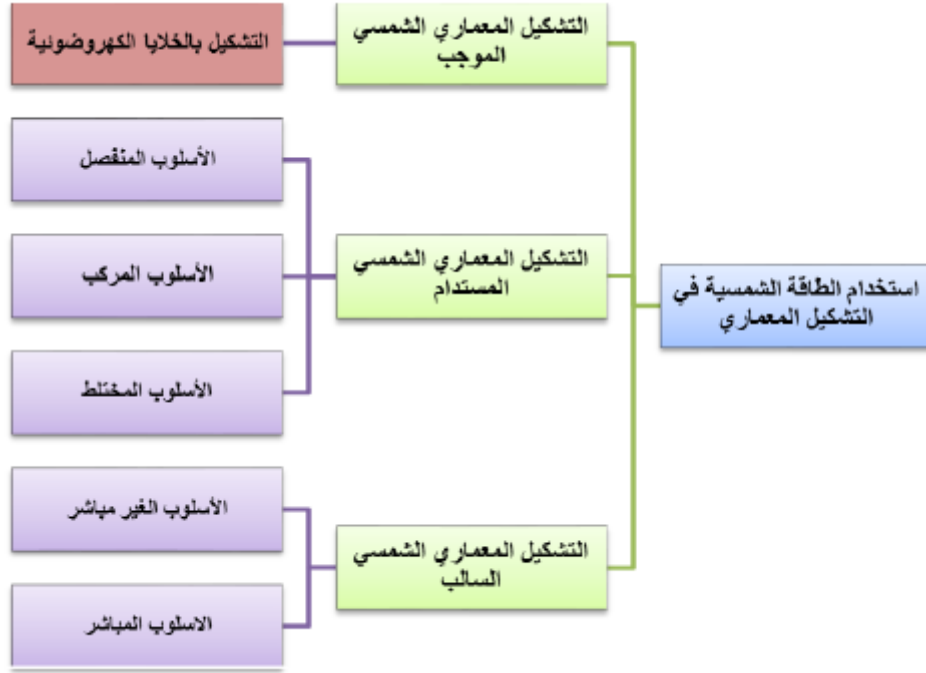 استخدام الطاقة الشمسية في
التشكيل المعماري
التشكيل المعماري الشمسي
الموجب
التشكيل بالخلايا الكهروضوئية
التشكيل المعماري الشمسي
المستدام
الأسلوب المنفصل
الأسلوب المركب
الأسلوب المختلط
التشكيل المعماري الشمسي
السالب
الأسلوب الغير مباشر
الاسلوب المباشر